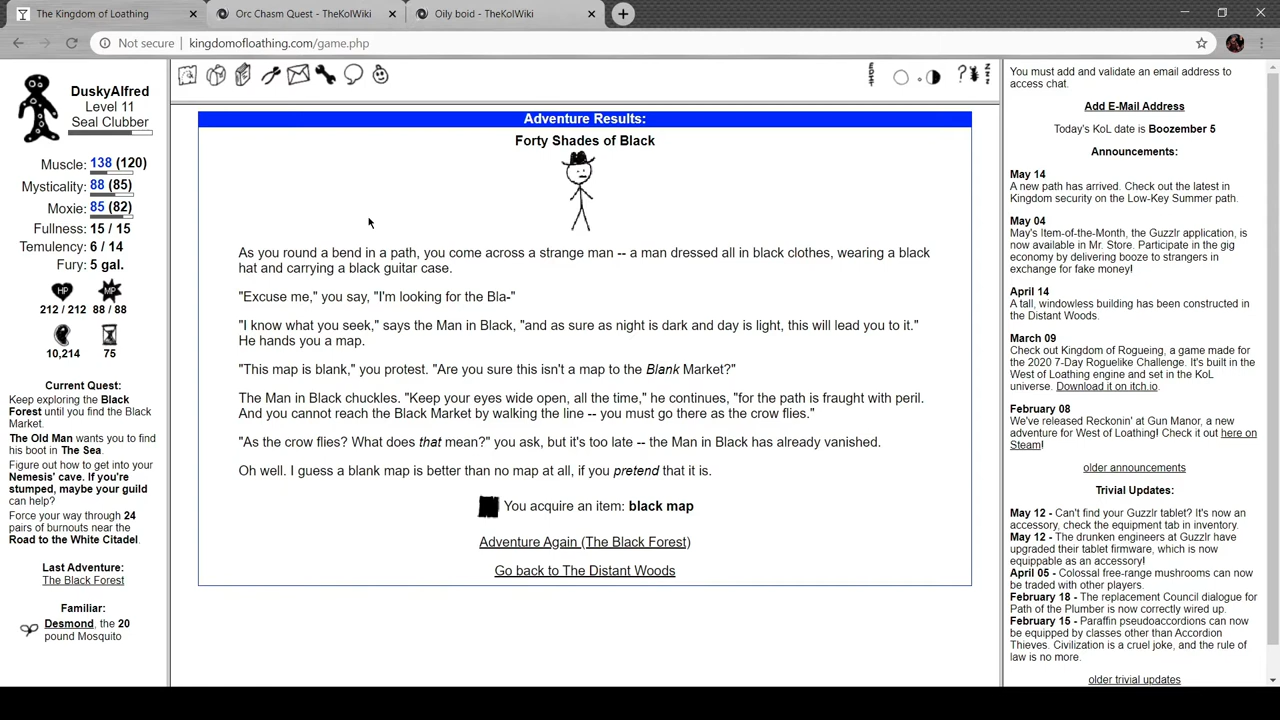 The Kingdom of Loathing
Orc Chasm Quest - TheKolWiki
Oily boid - TheKolWiki
Not secure | kingdomofloathing.com/game.php
DuskyAlfred
Level 11
Seal Clubber
Muscle: 138 (120)
Mysticality: 88 (85)
Moxie: 85 (82)
Fullness: 15 / 15
Temulency: 6 / 14
Fury: 5 gal.
HP
MP
212 / 212
88 / 88
10,214
75
Current Quest:
Keep exploring the Black
Forest until you find the Black
Market.
The Old Man wants you to find
his boot in The Sea.
Figure out how to get into your
Nemesis' cave. If you're
stumped, maybe your guild
can help?
Force your way through 24
pairs of burnouts near the
Road to the White Citadel.
Last Adventure:
The Black Forest
Familiar:
Desmond, the 20
pound Mosquito
Adventure Results:
Forty Shades of Black
As you round a bend in a path, you come across a strange man -- a man dressed all in black clothes, wearing a black
hat and carrying a black guitar case.
"Excuse me," you say, "I'm looking for the Bla-"
"I know what you seek," says the Man in Black, "and as sure as night is dark and day is light, this will lead you to it."
He hands you a map.
"This map is blank," you protest. "Are you sure this isn't a map to the Blank Market?"
The Man in Black chuckles. "Keep your eyes wide open, all the time," he continues, "for the path is fraught with peril.
And you cannot reach the Black Market by walking the line -- you must go there as the crow flies."
"As the crow flies? What does that mean?" you ask, but it's too late -- the Man in Black has already vanished.
Oh well. I guess a blank map is better than no map at all, if you pretend that it is.
You acquire an item: black map
Adventure Again (The Black Forest)
Go back to The Distant Woods
You must add and validate an email address to
access chat.
Add E-Mail Address
Today's KoL date is Boozember 5
Announcements:
May 14
A new path has arrived. Check out the latest in
Kingdom security on the Low-Key Summer path.
May 04
May's Item-of-the-Month, the Guzzlr application, is
now available in Mr. Store. Participate in the gig
economy by delivering booze to strangers in
exchange for fake money!
April 14
A tall, windowless building has been constructed in
the Distant Woods.
March 09
Check out Kingdom of Rogueing, a game made for
the 2020 7-Day Roguelike Challenge. It's built in the
West of Loathing engine and set in the KoL
universe. Download it on itch.io.
February 08
We've released Reckonin' at Gun Manor, a new
adventure for West of Loathing! Check it out here on
Steam!
older announcements
Trivial Updates:
May 12 - Can't find your Guzzlr tablet? It's now an
accessory, check the equipment tab in inventory.
May 12 - The drunken engineers at Guzzlr have
upgraded their tablet firmware, which is now
equippable as an accessory!
April 05 - Colossal free-range mushrooms can now
be traded with other players.
February 18 - The replacement Council dialogue for
Path of the Plumber is now correctly wired up.
February 15 - Paraffin pseudoaccordions can now
be equipped by classes other than Accordion
Thieves. Civilization is a cruel joke, and the rule of
law is no more.
older trivial updates